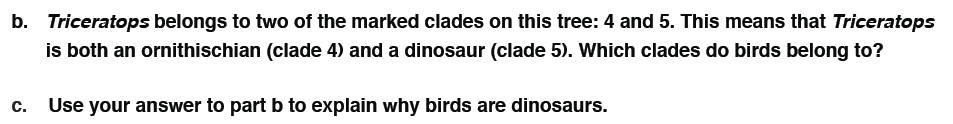 b. Triceratops belongs to two of the marked clades on this tree: 4 and 5. This means that Triceratops
is both an ornithischian (clade 4) and a dinosaur (clade 5). Which clades do birds belong to?
c. Use your answer to part b to explain why birds are dinosaurs.